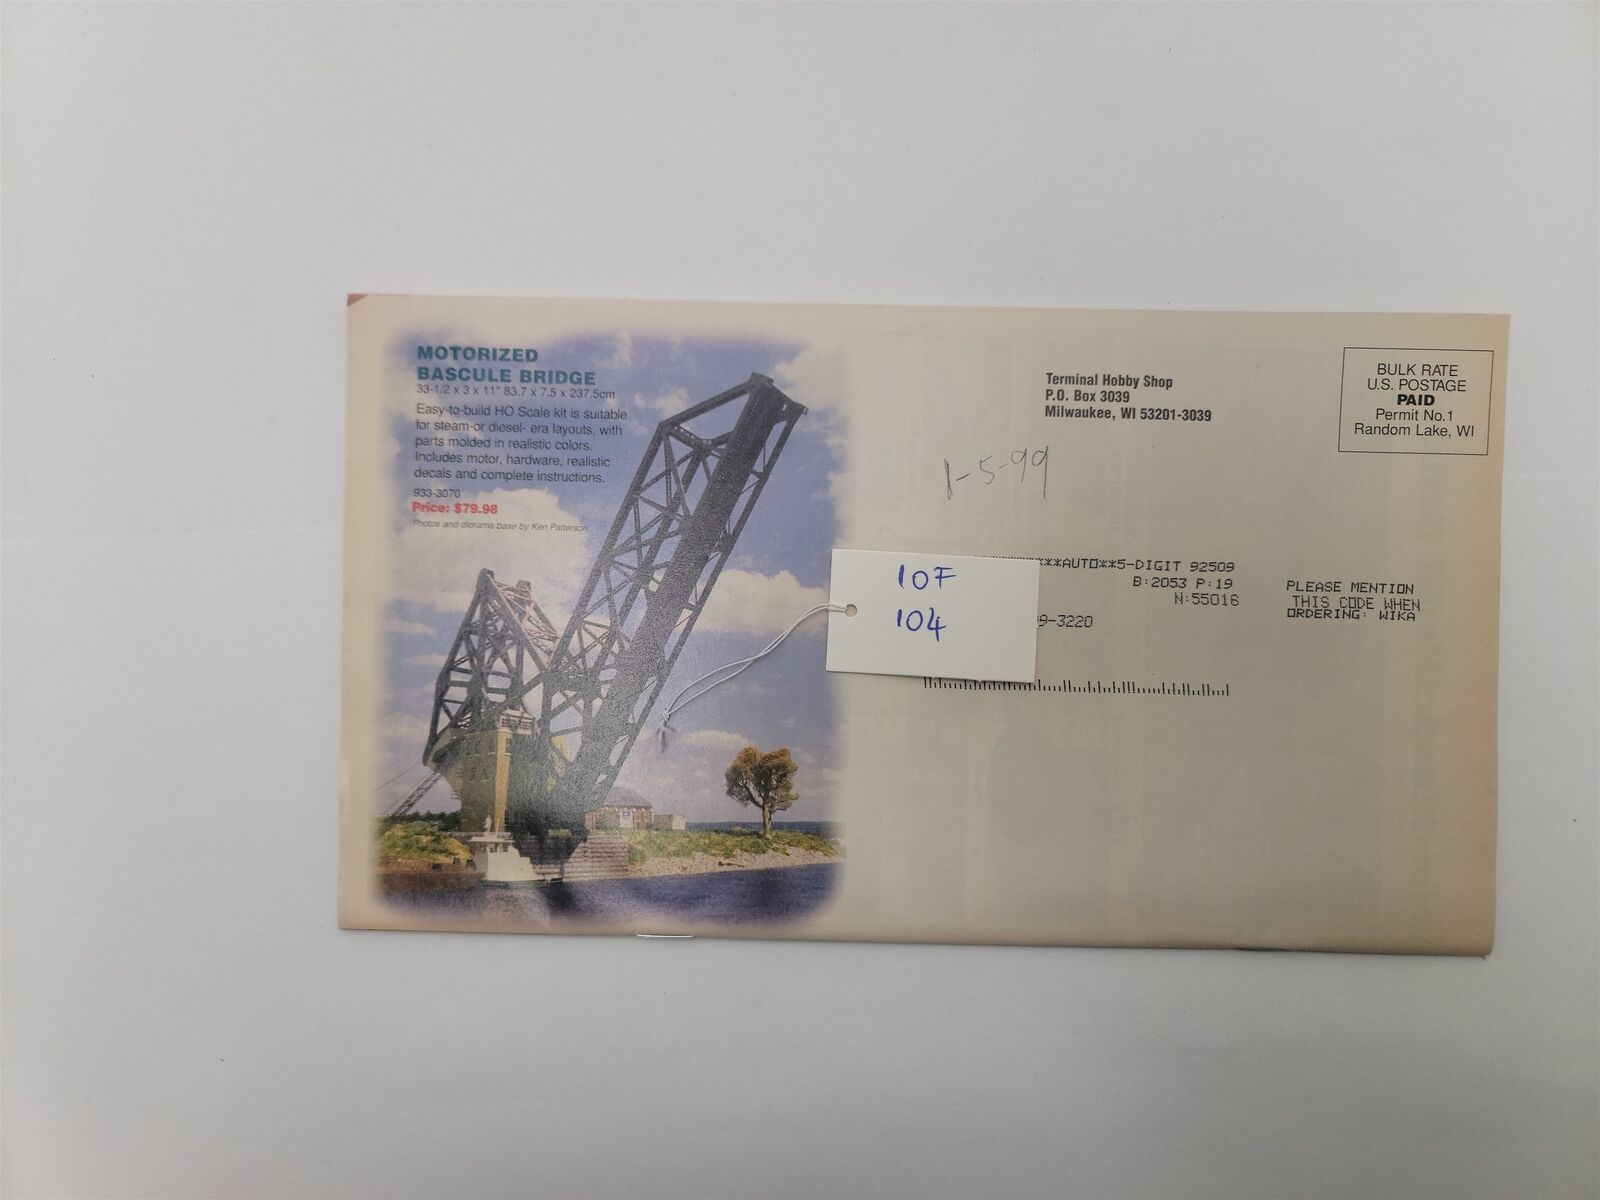 MOTORIZED
BASCULE BRIDGE
33-1/2 x 3 x 11" 83.7 x 7.5 x 237.5cm
Easy-to-build HO Scale kit is suitable
for steam-or diesel- era layouts, with
parts molded in realistic colors.
Includes motor, hardware, realistic
decals and complete instructions.
933-3070
Price: $79.98
Photos and diorama base by Ken Patterson
Terminal Hobby Shop
P.O. Box 3039
Milwaukee, WI 53201-3039
BULK RATE
U.S. POSTAGE
PAID
Permit No.1
Random Lake, WI
1-5-99
10F
104
***AUTO**5-DIGIT 92509
B:2053 P:19
N:55016
9-3220
PLEASE MENTION
THIS CODE WHEN
ORDERING: WIKA